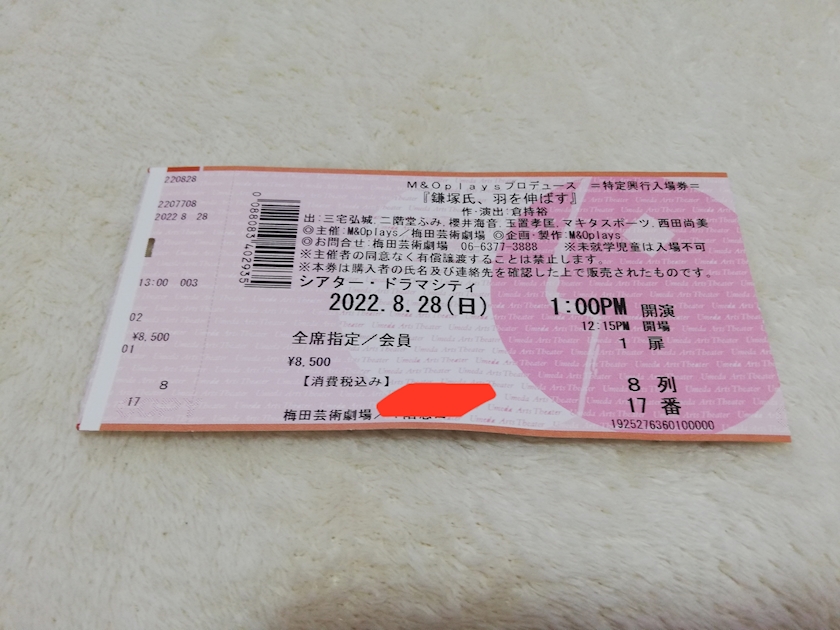 220828
2207708
2022 8 28
13:00 003
02
¥8,500
01
8
17
0088083402935
M&Oplaysプロデュース =特定興行入場券=
『鎌塚氏、羽を伸ばす』
作・演出:倉持裕
出:三宅弘城、二階堂ふみ、櫻井海音、玉置孝匡、マキタスポーツ、西田尚美
◎主催:M&Oplays/梅田芸術劇場 ◎企画・製作:M&Oplays
◎お問合せ:梅田芸術劇場 06-6377-3888 ※未就学児童は入場不可
※主催者の同意なく有償譲渡することは禁止します。
※本券は購入者の氏名及び連絡先を確認した上で販売されたものです。
シアター・ドラマシティ
2022.8.28(日) 1:00PM 開演
12:15PM 開場
全席指定/会員 1 扉
¥8,500
【消費税込み】 8 列
17 番
梅田芸術劇場/
1925276360100000
Umeda Arts Theater